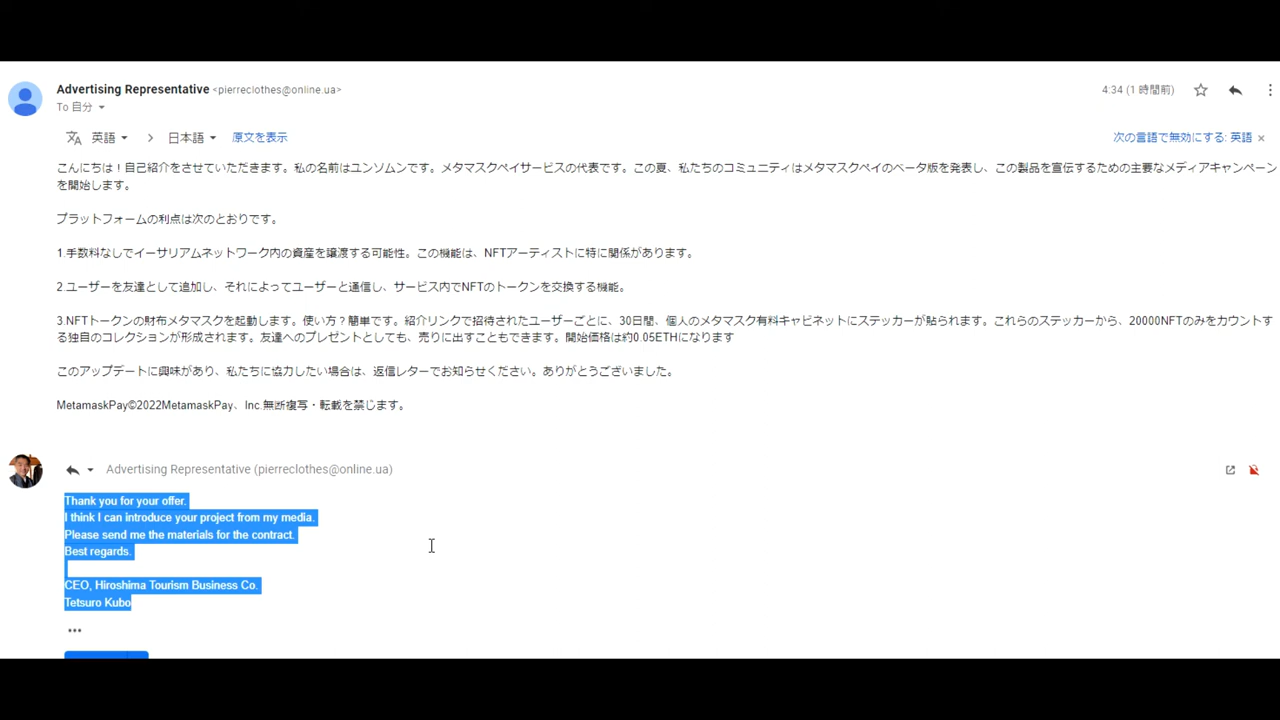 Advertising Representative <pierreclothes@online.ua>
4:34 (1 時間前)
To 自分
英語 > 日本語 原文を表示
次の言語で無効にする: 英語 ×
こんにちは！自己紹介をさせていただきます。私の名前はユンソムンです。メタマスクペイサービスの代表です。この夏、私たちのコミュニティはメタマスクペイのベータ版を発表し、この製品を宣伝するための主要なメディアキャンペーン
を開始します。
プラットフォームの利点は次のとおりです。
1.手数料なしでイーサリアムネットワーク内の資産を譲渡する可能性。この機能は、NFTアーティストに特に関係があります。
2.ユーザーを友達として追加し、それによってユーザーと通信し、サービス内でNFTのトークンを交換する機能。
3.NFTトークンの財布メタマスクを起動します。使い方？簡単です。紹介リンクで招待されたユーザーごとに、30日間、個人のメタマスク有料キャビネットにステッカーが貼られます。これらのステッカーから、20000NFTのみをカウントす
る独自のコレクションが形成されます。友達へのプレゼントとしても、売りに出すこともできます。開始価格は約0.05ETHになります
このアップデートに興味があり、私たちに協力したい場合は、返信レターでお知らせください。ありがとうございました。
MetamaskPay©2022MetamaskPay、Inc.無断複写・転載を禁じます。
Advertising Representative (pierreclothes@online.ua)
Thank you for your offer.
I think I can introduce your project from my media.
Please send me the materials for the contract.
Best regards.
CEO, Hiroshima Tourism Business Co.
Tetsuro Kubo